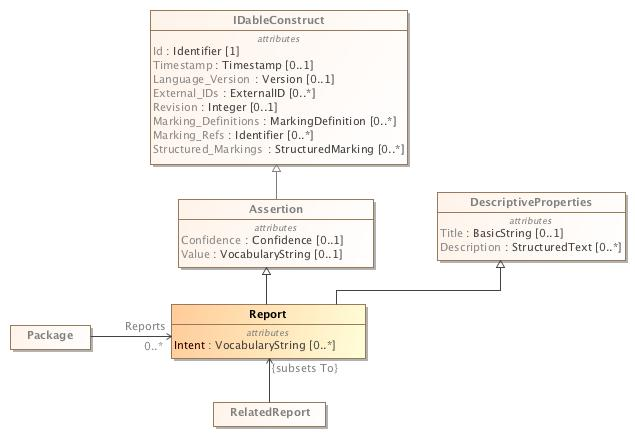 IDableConstruct
attributes
Id : Identifier [1]
Timestamp : Timestamp [0..1]
Language_Version : Version [0..1]
External_IDs : ExternalID [0..*]
Revision : Integer [0..1]
Marking_Definitions : MarkingDefinition [0..*]
Marking_Refs : Identifier [0..*]
Structured_Markings : StructuredMarking [0..*]
Assertion
attributes
Confidence : Confidence [0..1]
Value : VocabularyString [0..1]
DescriptiveProperties
attributes
Title : BasicString [0..1]
Description : StructuredText [0..*]
Report
attributes
Intent : VocabularyString [0..*]
Package
Reports
0..*
{subsets To}
RelatedReport